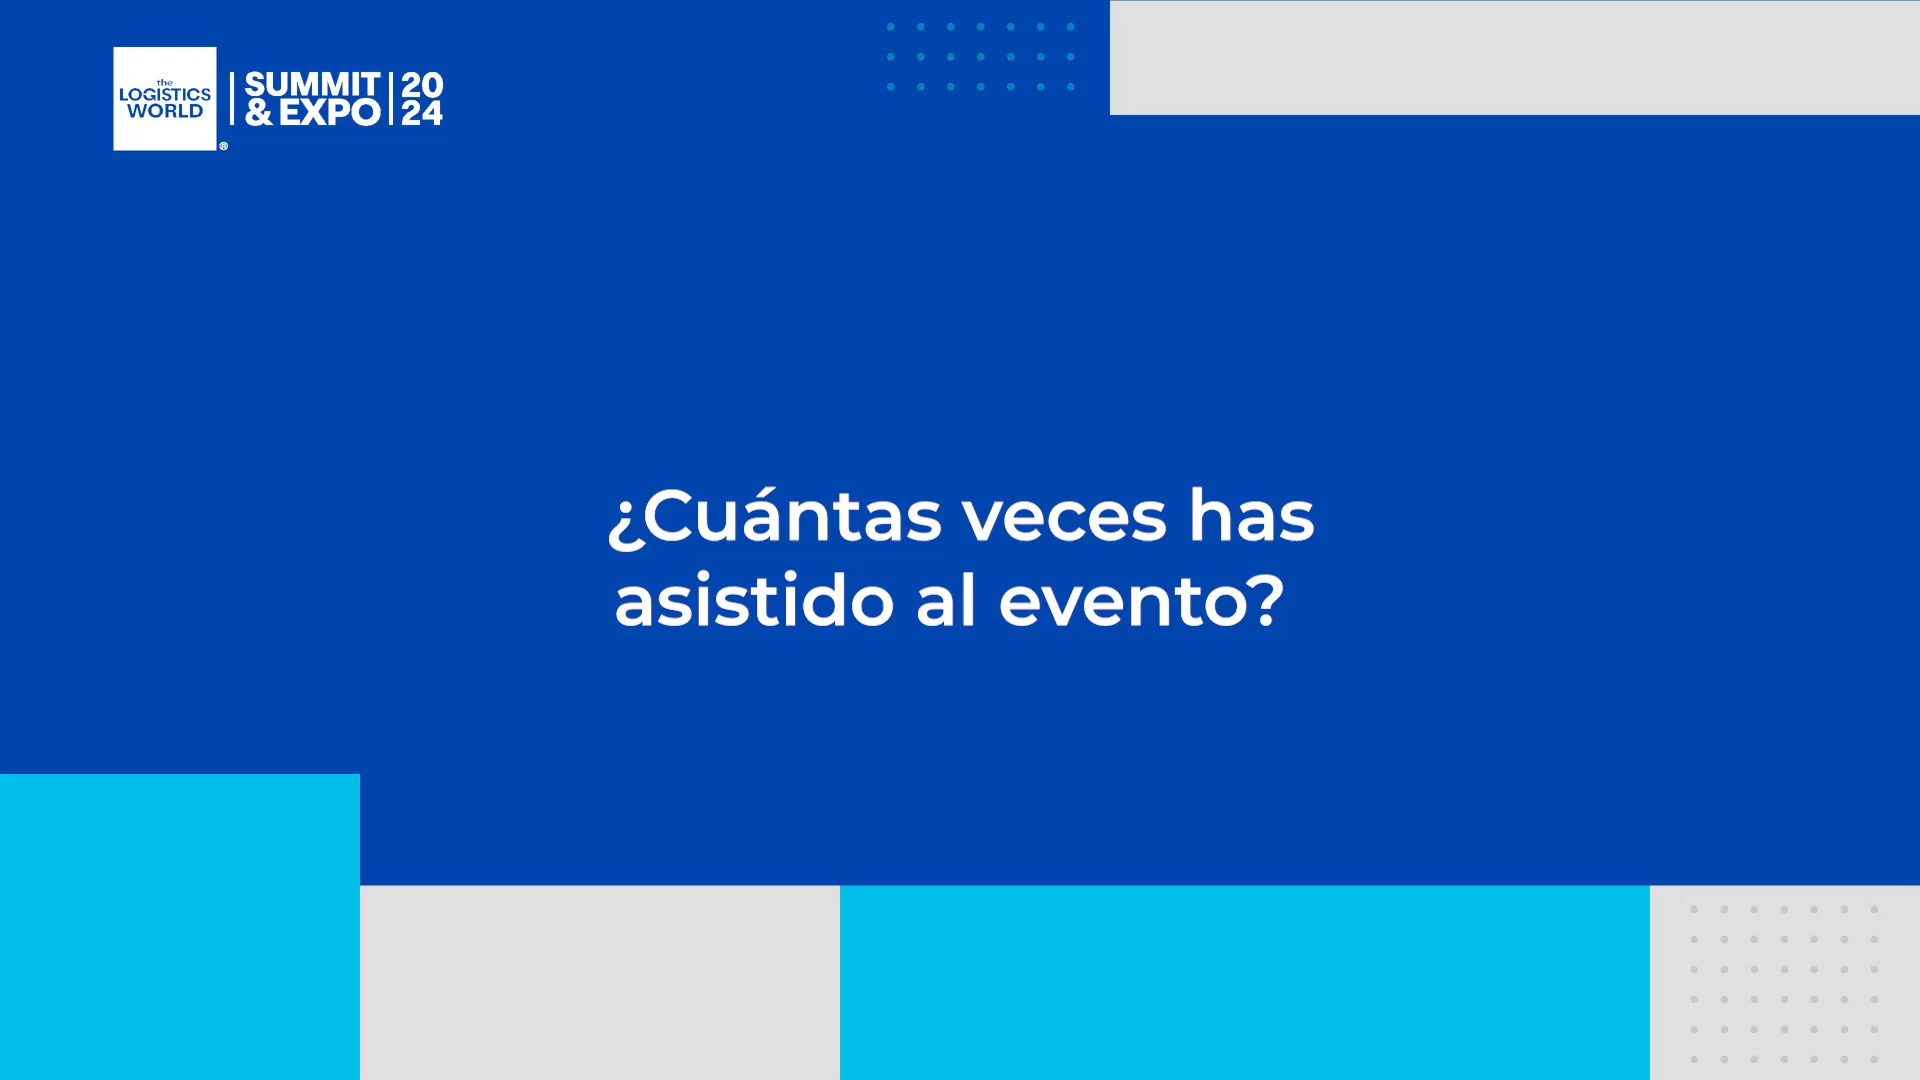 the
LOGISTICS
WORLD
®
SUMMIT
& EXPO
20
24
¿Cuántas veces has
asistido al evento?